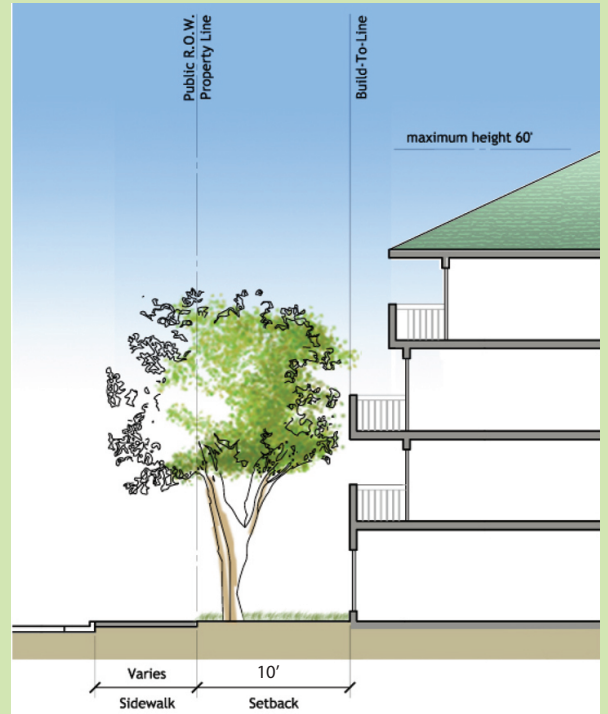 Public R.O.W.
Property Line
Build-To-Line
maximum height 60'
Varies
10’
Sidewalk
Setback